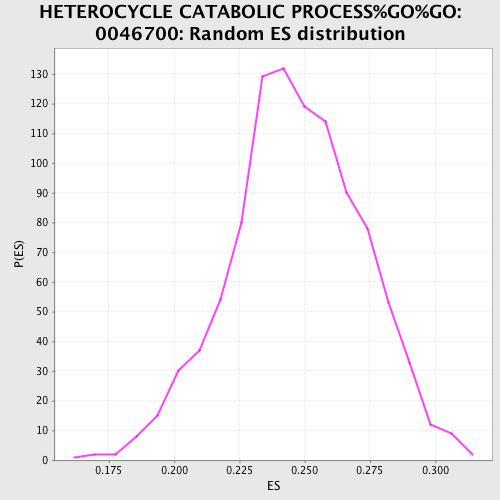 HETEROCYCLE CATABOLIC PROCESS%GO%GO:
0046700: Random ES distribution
P(ES)
130
120
110
100
90
80
70
60
50
40
30
20
10
0
0.175 0.200 0.225 0.250 0.275 0.300
ES